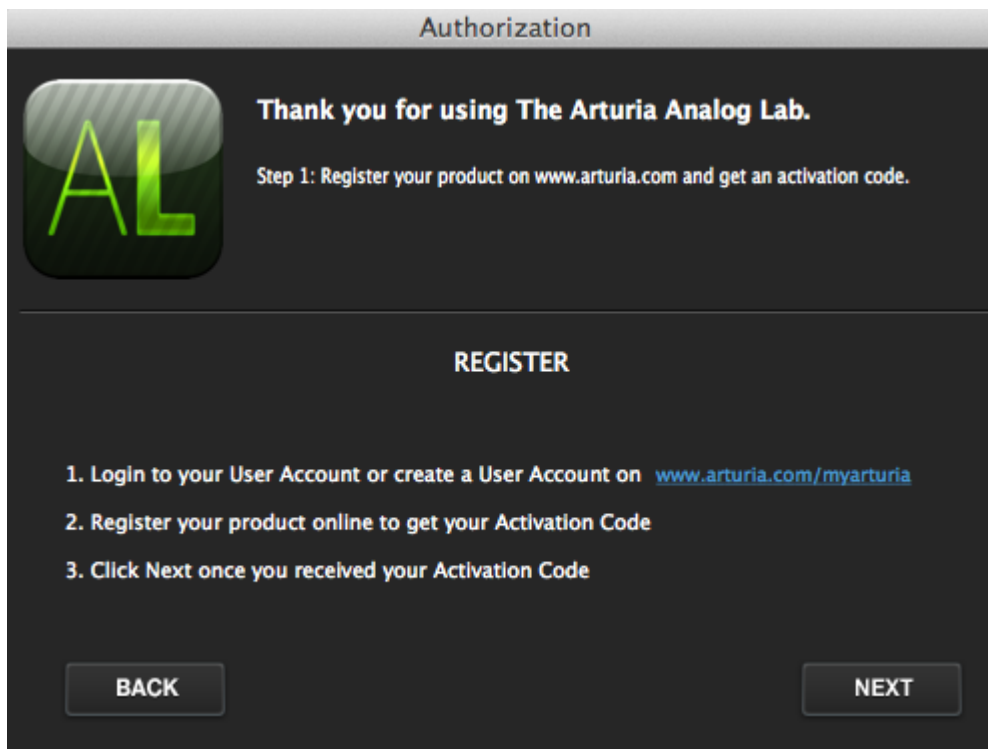 Authorization
AL
Thank you for using The Arturia Analog Lab.
Step 1: Register your product on www.arturia.com and get an activation code.
REGISTER
1. Login to your User Account or create a User Account on www.arturia.com/myarturia
2. Register your product online to get your Activation Code
3. Click Next once you received your Activation Code
BACK
NEXT